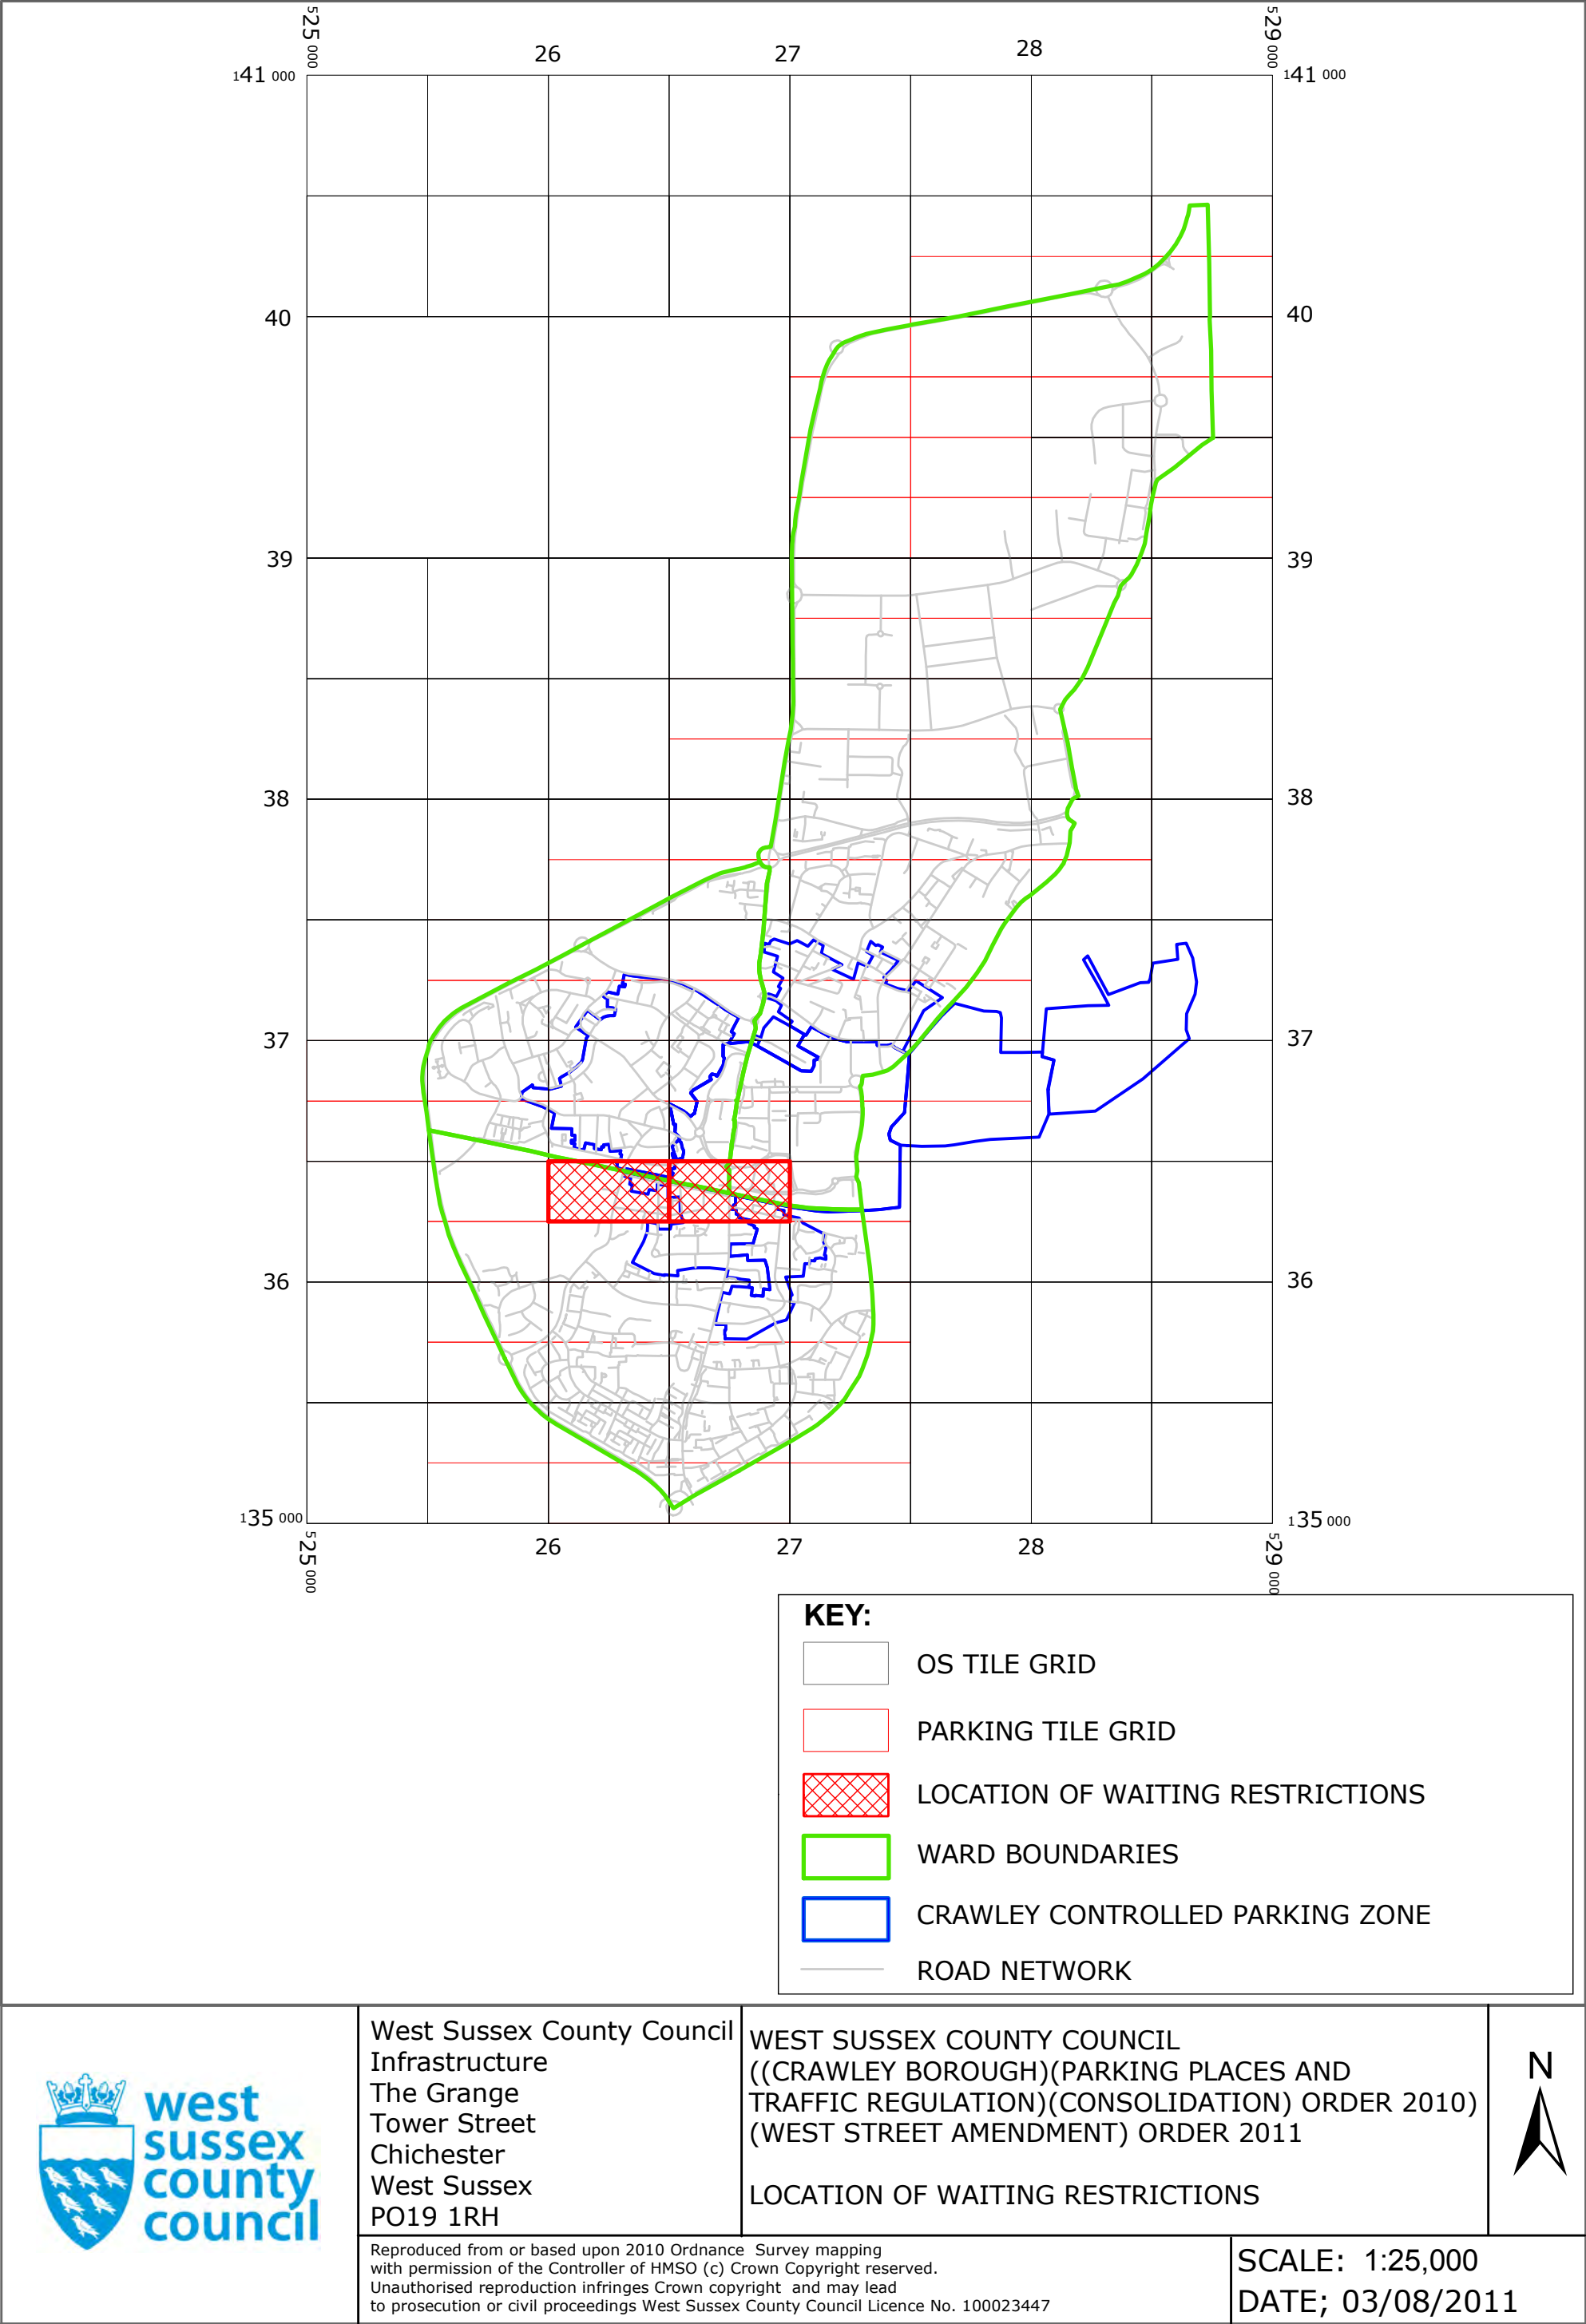 525 000
26
27
28
529 000
141 000
141 000
40
40
39
39
38
38
37
37
36
36
135 000
135 000
525 000
26
27
28
529 000
KEY:
OS TILE GRID
PARKING TILE GRID
LOCATION OF WAITING RESTRICTIONS
WARD BOUNDARIES
CRAWLEY CONTROLLED PARKING ZONE
ROAD NETWORK
west
sussex
county
council
West Sussex County Council
Infrastructure
The Grange
Tower Street
Chichester
West Sussex
PO19 1RH
WEST SUSSEX COUNTY COUNCIL
((CRAWLEY BOROUGH)(PARKING PLACES AND
TRAFFIC REGULATION)(CONSOLIDATION) ORDER 2010)
(WEST STREET AMENDMENT) ORDER 2011
LOCATION OF WAITING RESTRICTIONS
N
Reproduced from or based upon 2010 Ordnance Survey mapping
with permission of the Controller of HMSO (c) Crown Copyright reserved.
Unauthorised reproduction infringes Crown copyright and may lead
to prosecution or civil proceedings West Sussex County Council Licence No. 100023447
SCALE: 1:25,000
DATE; 03/08/2011